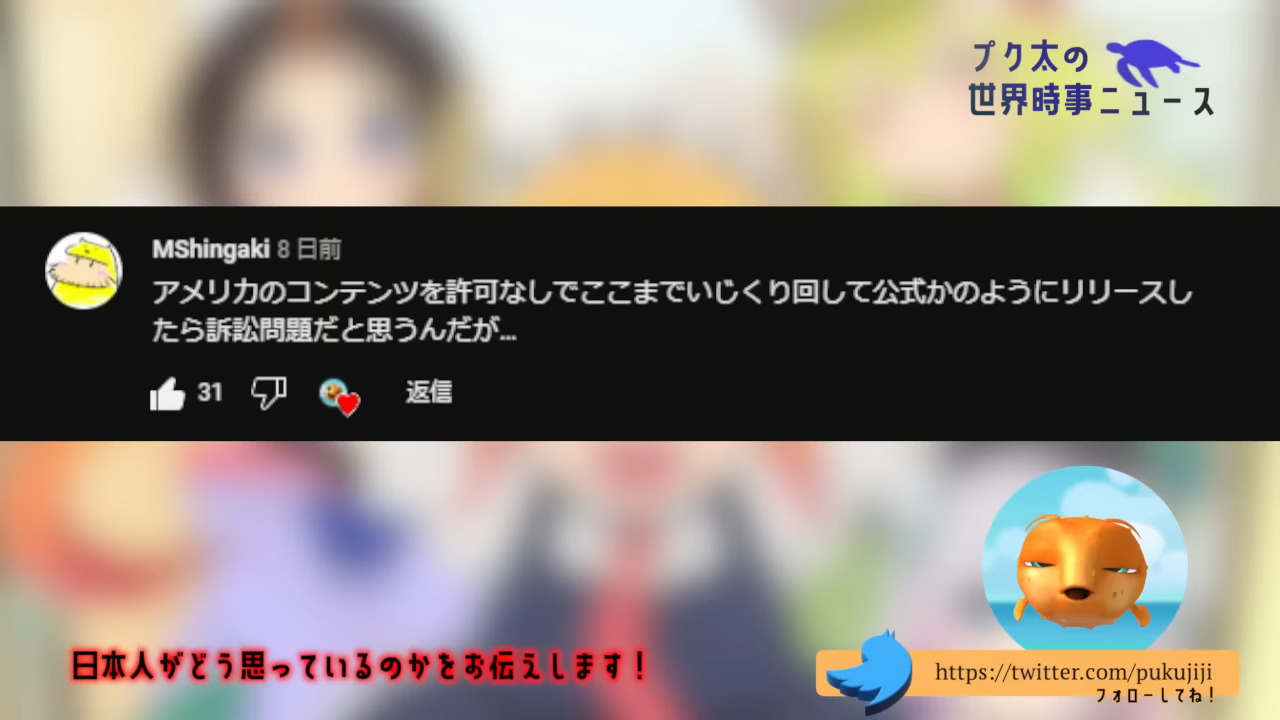 プク太の
世界時事ニュース
MShingaki 8 日前
アメリカのコンテンツを許可なしでここまでいじくり回して公式かのようにリリースし
たら訴訟問題だと思うんだが...
31
返信
日本人がどう思っているのかをお伝えします！
https://twitter.com/pukujiji
フォローしてね！